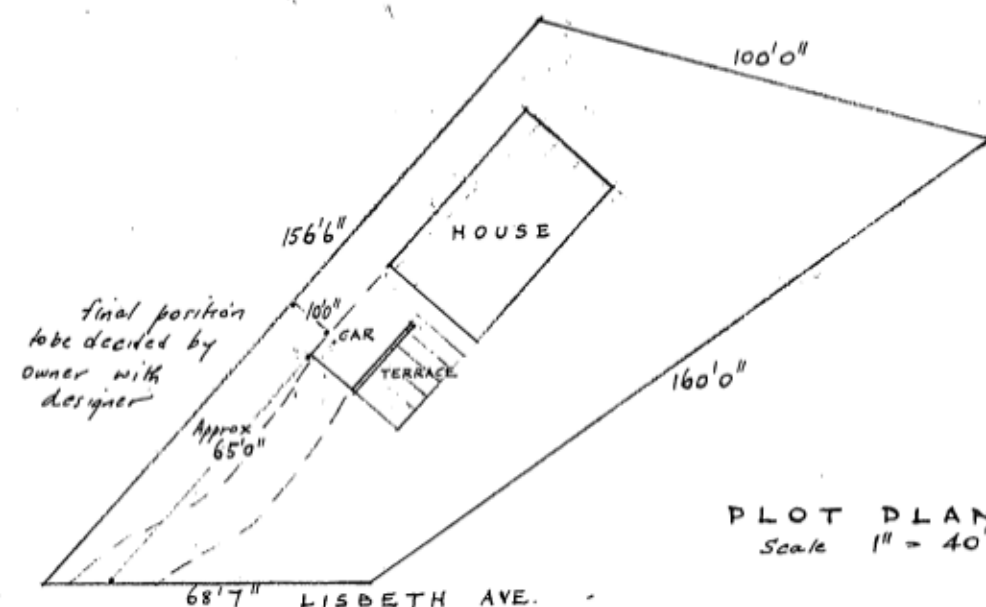 100'0"
156'6"
HOUSE
final position
to be decided by
owner with
designer
10'0"
CAR
TERRACE
160'0"
Approx
65'0"
PLOT PLAN
Scale 1" = 40'
68'7" LISBETH AVE.